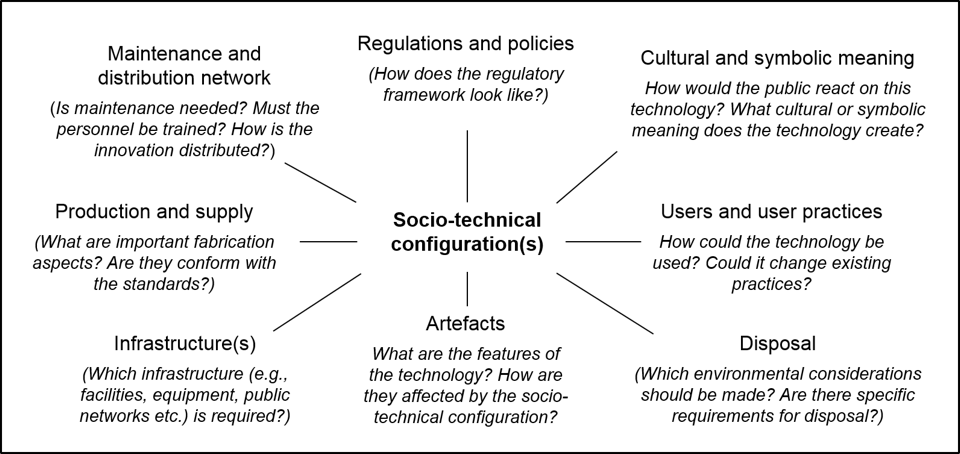 Maintenance and
distribution network
(Is maintenance needed? Must the
personnel be trained? How is the
innovation distributed?)
Regulations and policies
(How does the regulatory
framework look like?)
Cultural and symbolic meaning
How would the public react on this
technology? What cultural or symbolic
meaning does the technology create?
Production and supply
(What are important fabrication
aspects? Are they conform with
the standards?)
Socio-technical
configuration(s)
Users and user practices
How could the technology be
used? Could it change existing
practices?
Infrastructure(s)
(Which infrastructure (e.g.,
facilities, equipment, public
networks etc.) is required?)
Artefacts
What are the features of
the technology? How are
they affected by the socio-
technical configuration?
Disposal
(Which environmental considerations
should be made? Are there specific
requirements for disposal?)